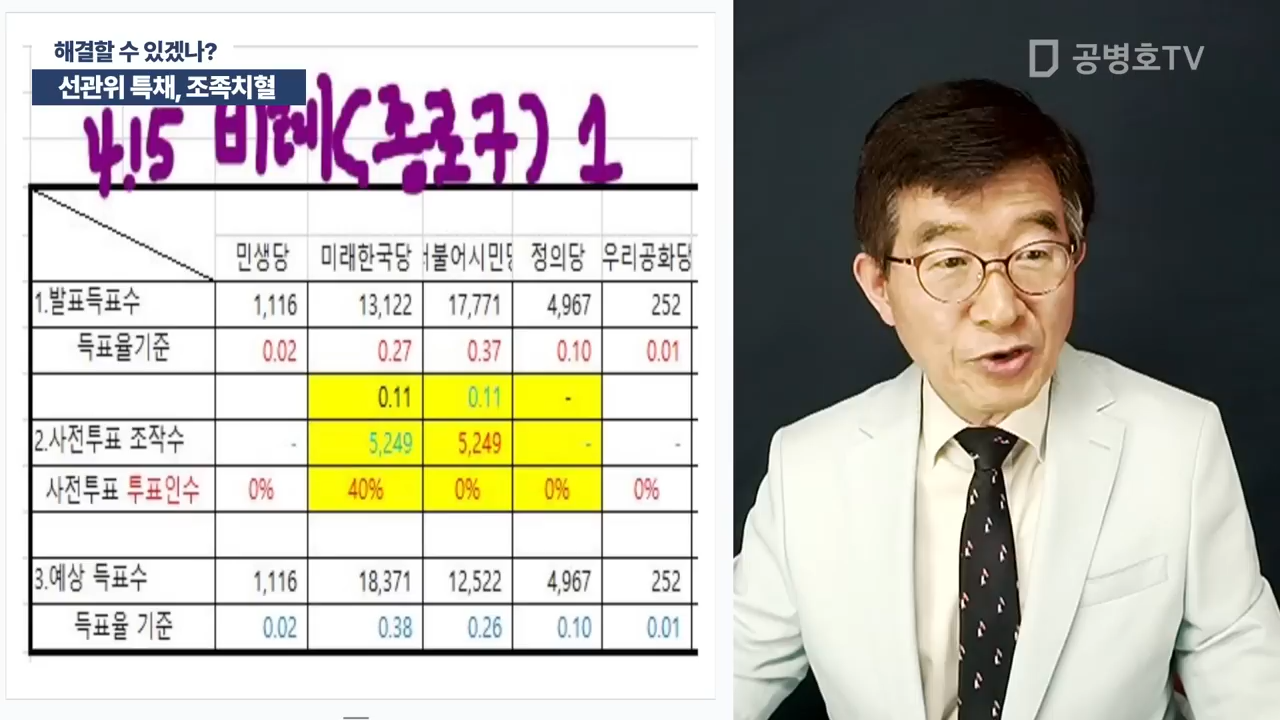 해결할 수 있겠나?
선관위 특채, 조족치혈
공병호TV
4.15 비례(종로구) 1
민생당 미래한국당 더불어시민당 정의당 우리공화당
1.발표득표수 1,116 13,122 17,771 4,967 252
득표율기준 0.02 0.27 0.37 0.10 0.01
0.11 0.11 -
2.사전투표 조작수 - 5,249 5,249 - -
사전투표 투표인수 0% 40% 0% 0% 0%
3.예상 득표수 1,116 18,371 12,522 4,967 252
득표율 기준 0.02 0.38 0.26 0.10 0.01